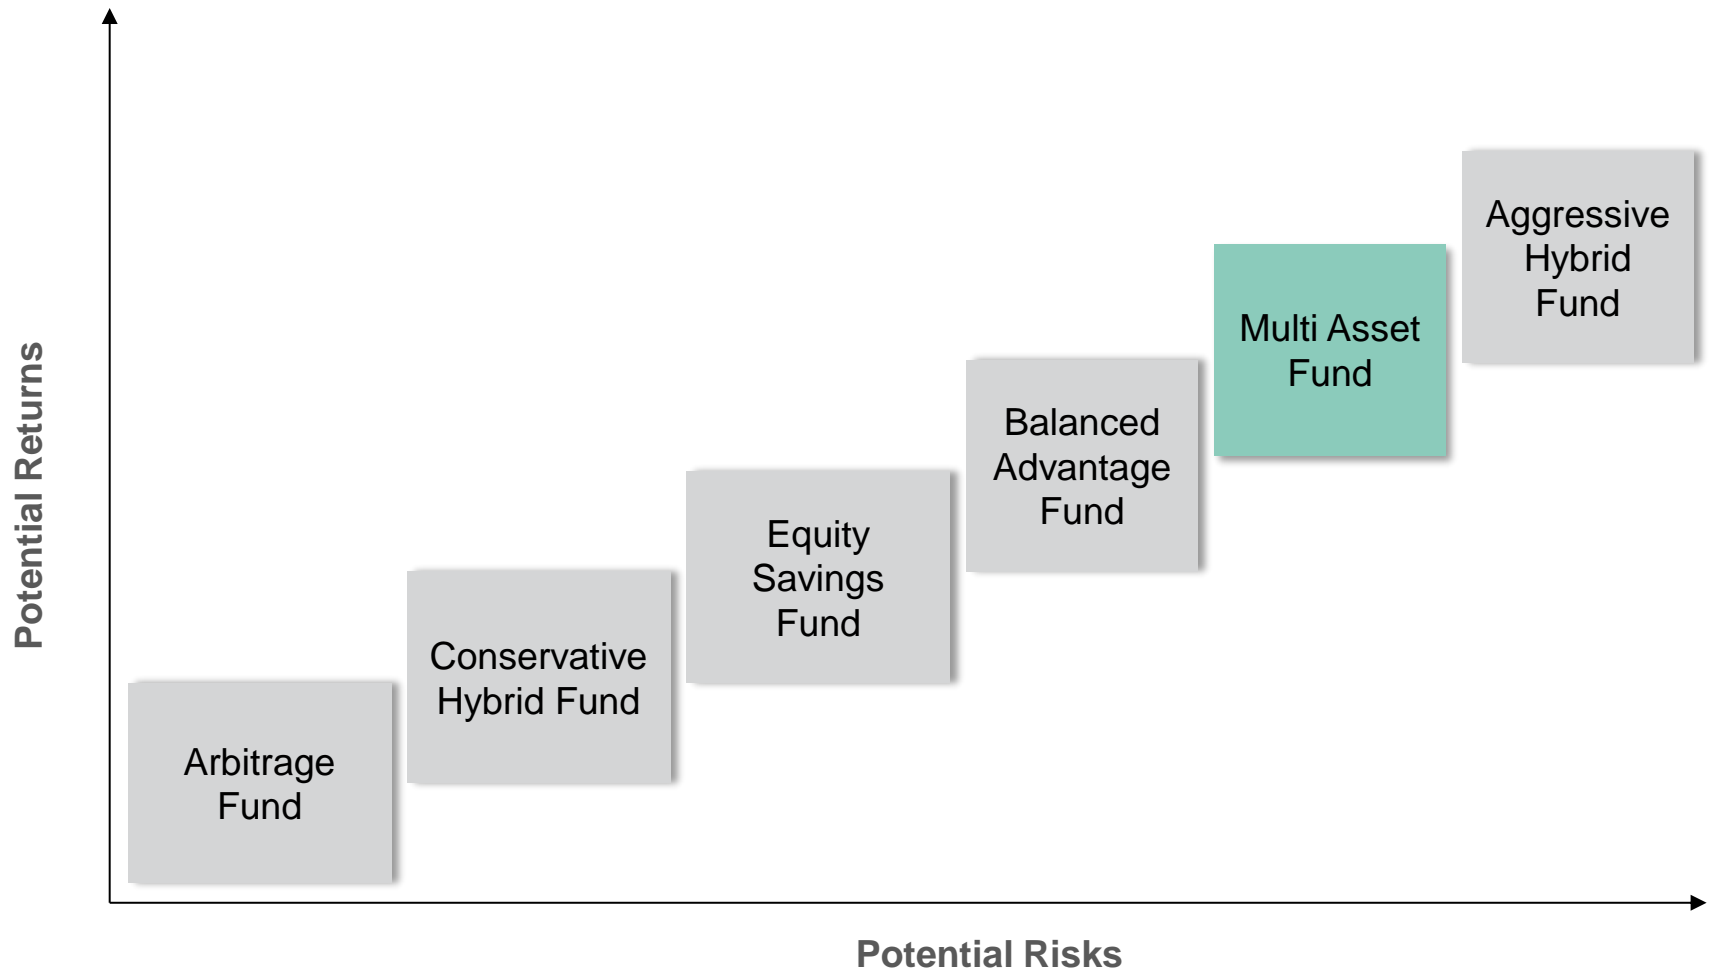 Potential Returns
Aggressive
Hybrid
Fund
Multi Asset
Fund
Balanced
Advantage
Fund
Equity
Savings
Fund
Conservative
Hybrid Fund
Arbitrage
Fund
Potential Risks